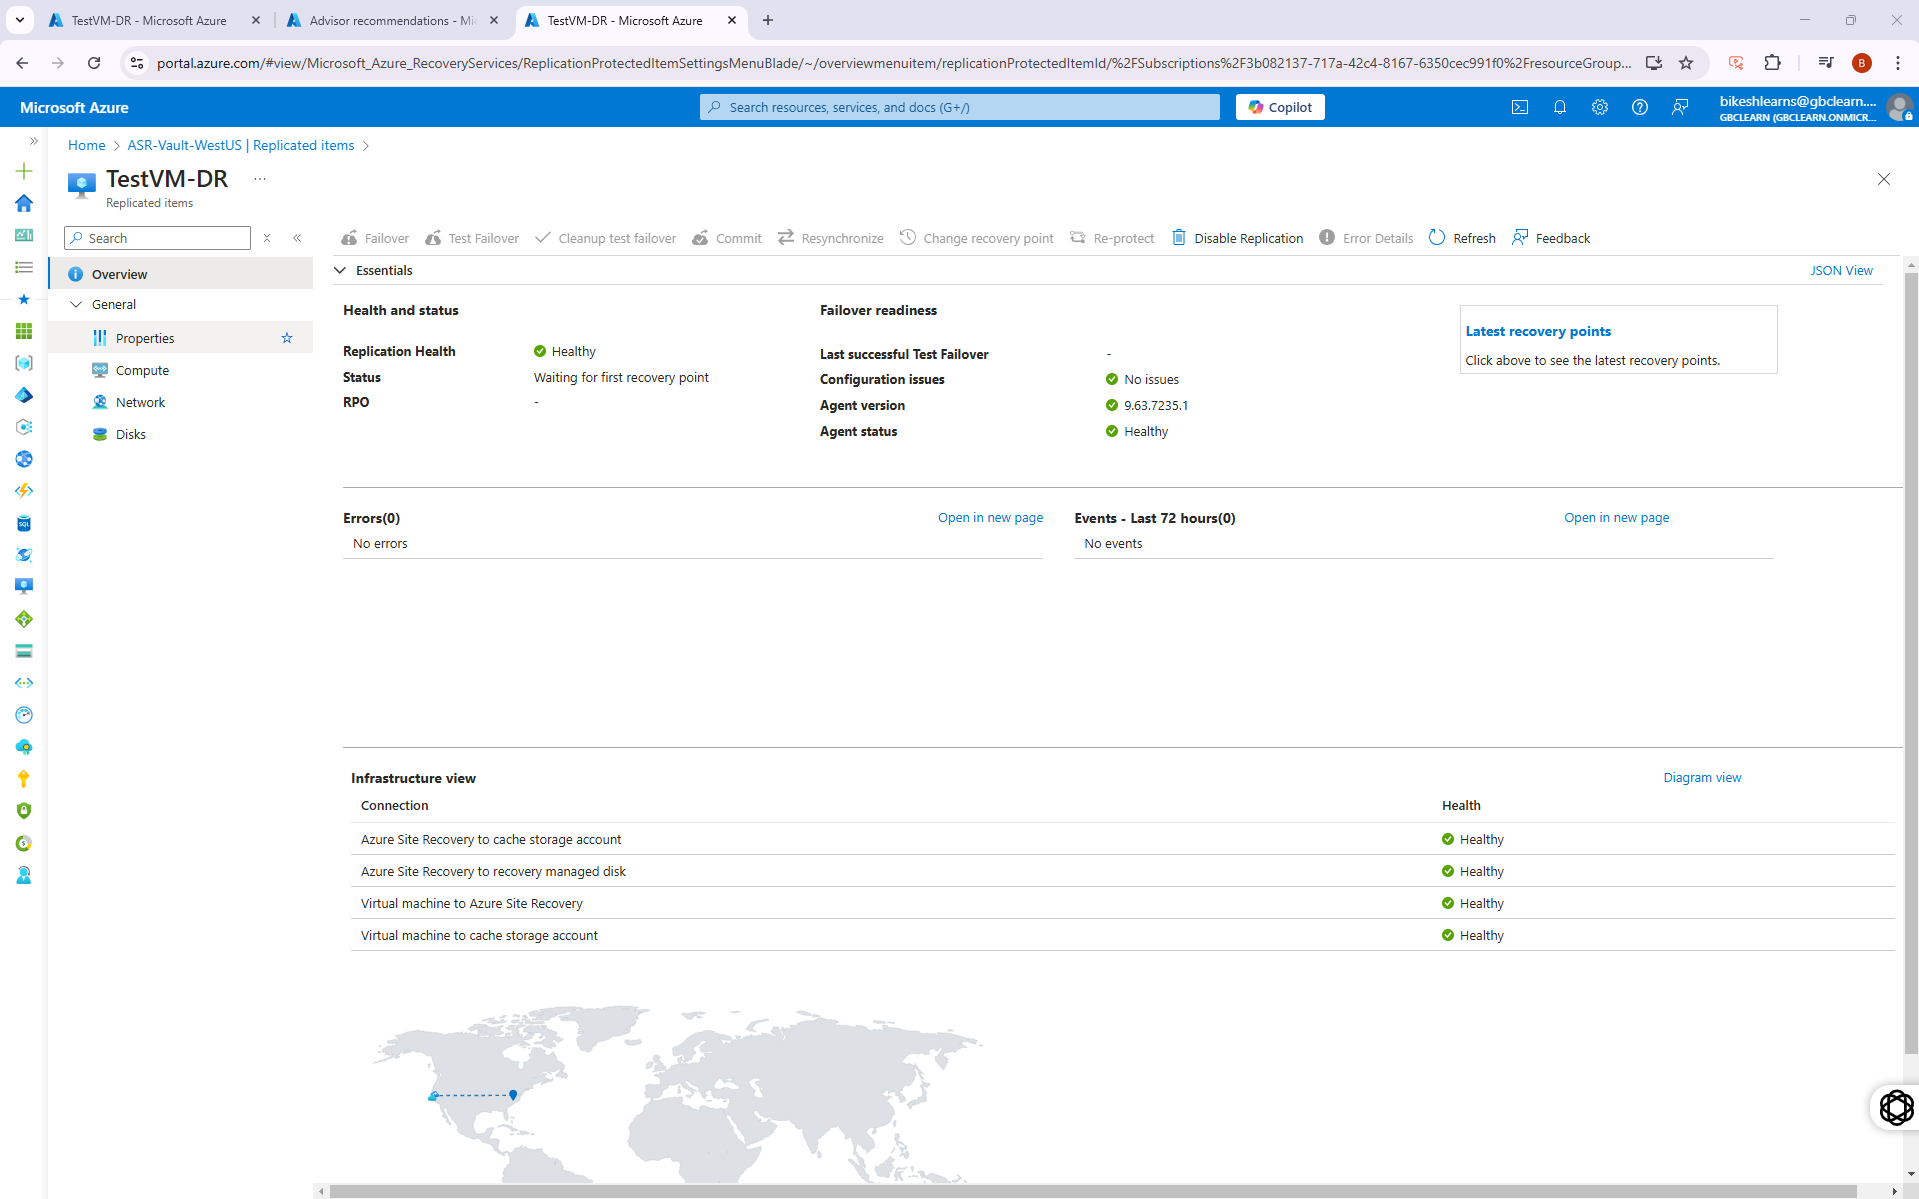 TestVM-DR - Microsoft Azure
Advisor recommendations - Mi
TestVM-DR - Microsoft Azure
portal.azure.com/#view/Microsoft_Azure_RecoveryServices/ReplicationProtectedItemSettingsMenuBlade/~/overviewmenuitem/replicationProtectedItemId/%2FSubscriptions%2F3b082137-717a-42c4-8167-6350cec991f0%2FresourceGroup...
B
Microsoft Azure
Search resources, services, and docs (G+/)
Copilot
bikeshlearns@gbclearn....
GBCLEARN (GBCLEARN.ONMICR...
Home > ASR-Vault-WestUS | Replicated items >
TestVM-DR ...
Replicated items
Search
Failover
Test Failover
Cleanup test failover
Commit
Resynchronize
Change recovery point
Re-protect
Disable Replication
Error Details
Refresh
Feedback
Overview
General
Properties
Compute
Network
Disks
Essentials
JSON View
Health and status
Replication Health Healthy
Status Waiting for first recovery point
RPO -
Failover readiness
Last successful Test Failover -
Configuration issues No issues
Agent version 9.63.7235.1
Agent status Healthy
Latest recovery points
Click above to see the latest recovery points.
Errors(0) Open in new page
No errors
Events - Last 72 hours(0) Open in new page
No events
Infrastructure view Diagram view
Connection Health
Azure Site Recovery to cache storage account Healthy
Azure Site Recovery to recovery managed disk Healthy
Virtual machine to Azure Site Recovery Healthy
Virtual machine to cache storage account Healthy